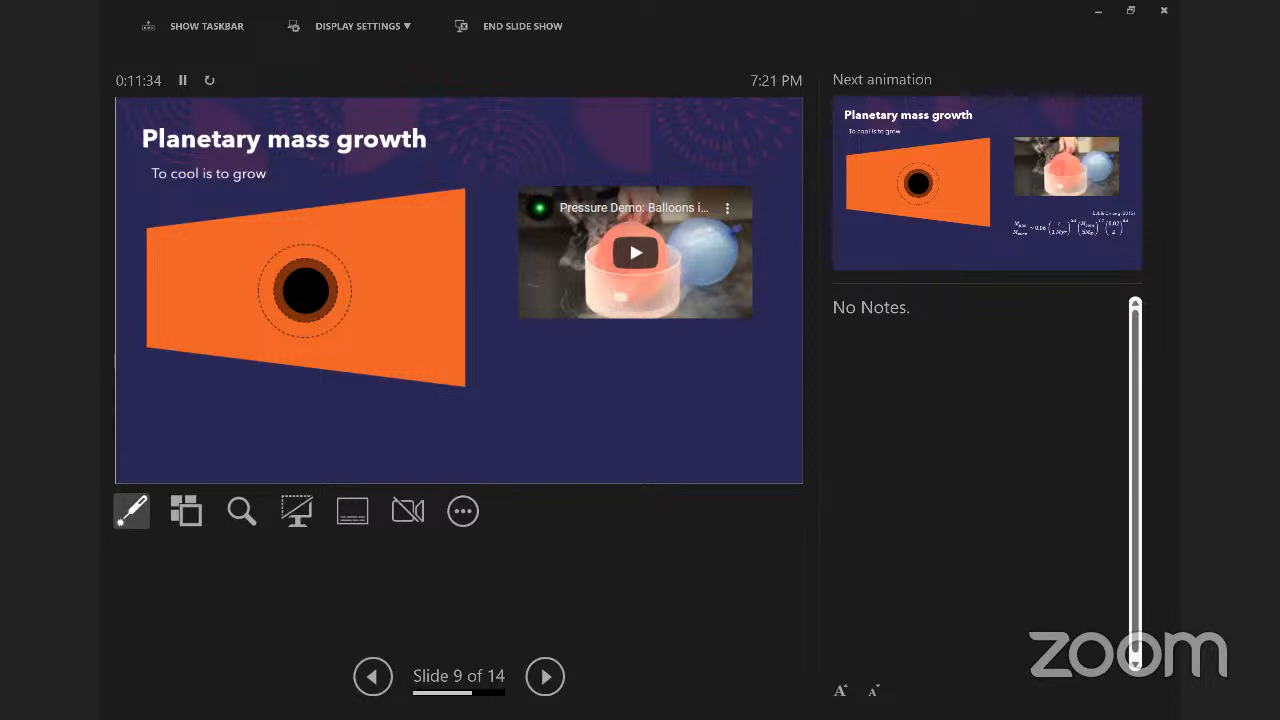 SHOW TASKBAR
DISPLAY SETTINGS ▼
END SLIDE SHOW
0:11:34
7:21 PM
Planetary mass growth
To cool is to grow
Pressure Demo: Balloons i...
Next animation
Planetary mass growth
To cool is to grow
No Notes.
Slide 9 of 14
A A
zoom